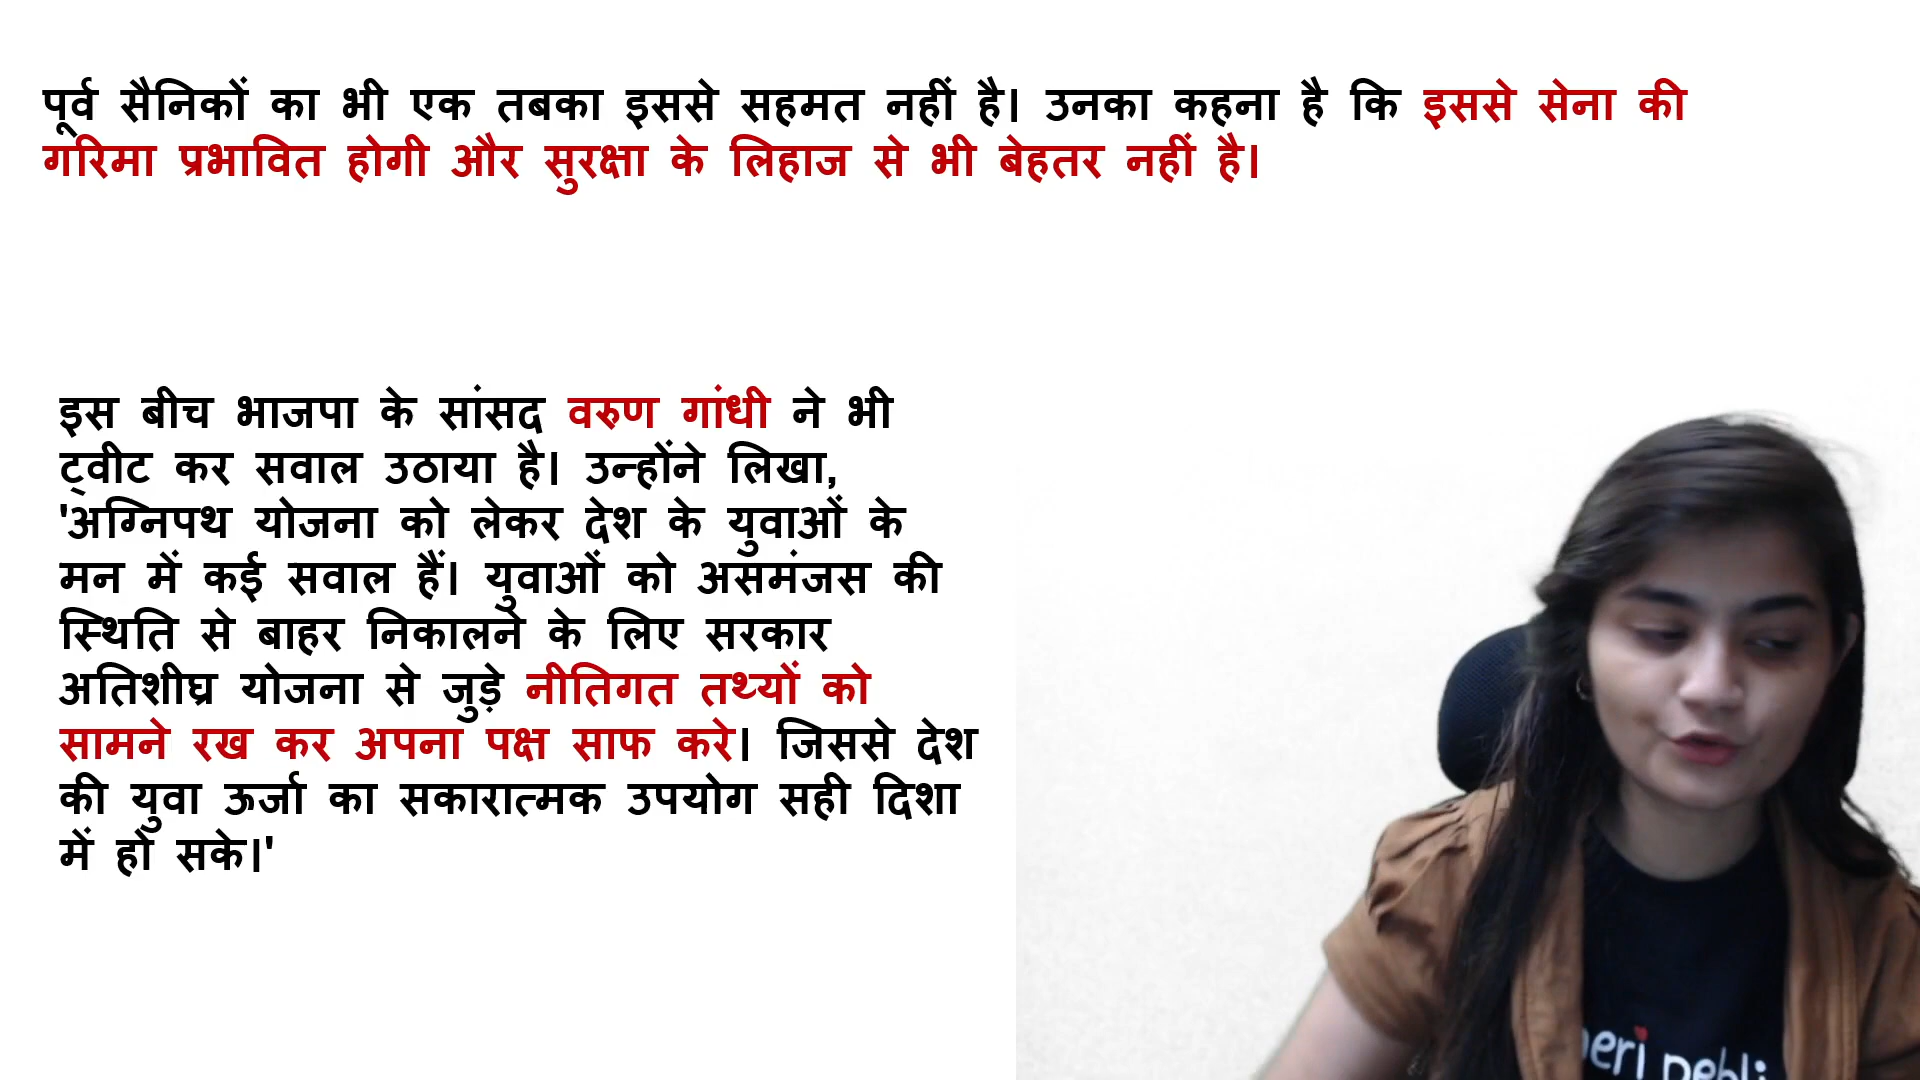 पूर्व सैनिकों का भी एक तबका इससे सहमत नहीं है। उनका कहना है कि इससे सेना की
गरिमा प्रभावित होगी और सुरक्षा के लिहाज से भी बेहतर नहीं है।
इस बीच भाजपा के सांसद वरुण गांधी ने भी
ट्वीट कर सवाल उठाया है। उन्होंने लिखा,
'अग्निपथ योजना को लेकर देश के युवाओं के
मन में कई सवाल हैं। युवाओं को असमंजस की
स्थिति से बाहर निकालने के लिए सरकार
अतिशीघ्र योजना से जुड़े नीतिगत तथ्यों को
सामने रख कर अपना पक्ष साफ करे। जिससे देश
की युवा ऊर्जा का सकारात्मक उपयोग सही दिशा
में हो सके।'